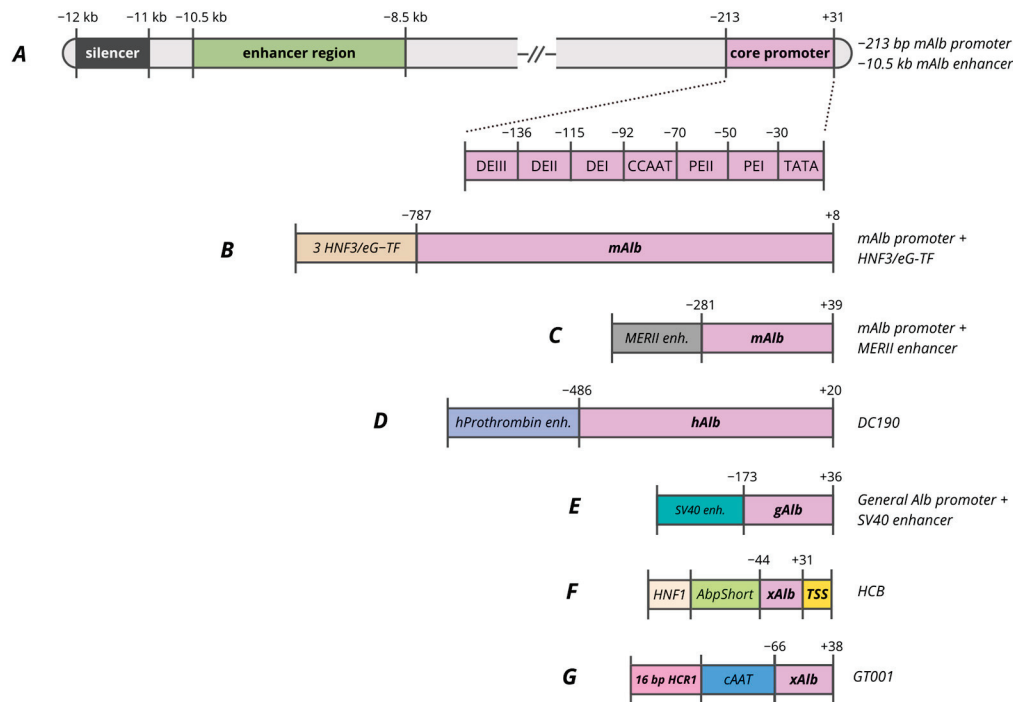 −12 kb −11 kb −10.5 kb −8.5 kb −213 +31
A silencer enhancer region core promoter −213 bp mAlb promoter
−10.5 kb mAlb enhancer
−136 −115 −92 −70 −50 −30
DEIII DEII DEI CCAAT PEII PEI TATA
−787 +8
B 3 HNF3/eG−TF mAlb mAlb promoter +
HNF3/eG-TF
−281 +39
C MERII enh. mAlb mAlb promoter +
MERII enhancer
−486 +20
D hProthrombin enh. hAlb DC190
−173 +36
E SV40 enh. gAlb General Alb promoter +
SV40 enhancer
−44 +31
F HNF1 AbpShort xAlb TSS HCB
−66 +38
G 16 bp HCR1 cAAT xAlb GT001